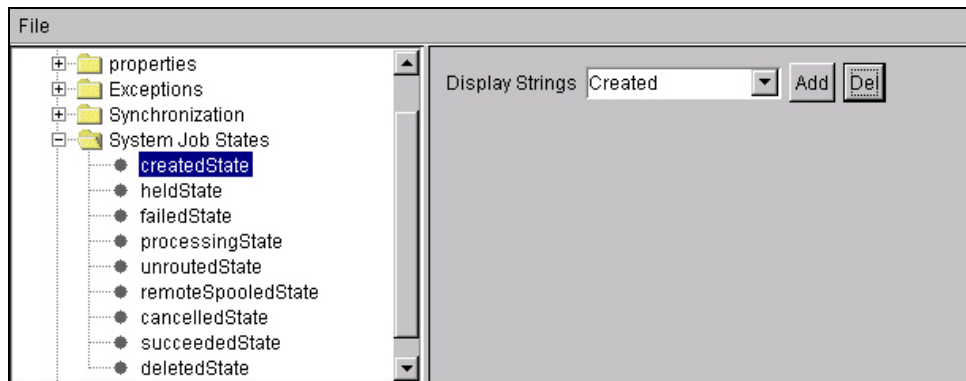 File
properties
Exceptions
Synchronization
System Job States
createdState
heldState
failedState
processingState
unroutedState
remoteSpooledState
cancelledState
succeededState
deletedState
Display Strings Created Add Del